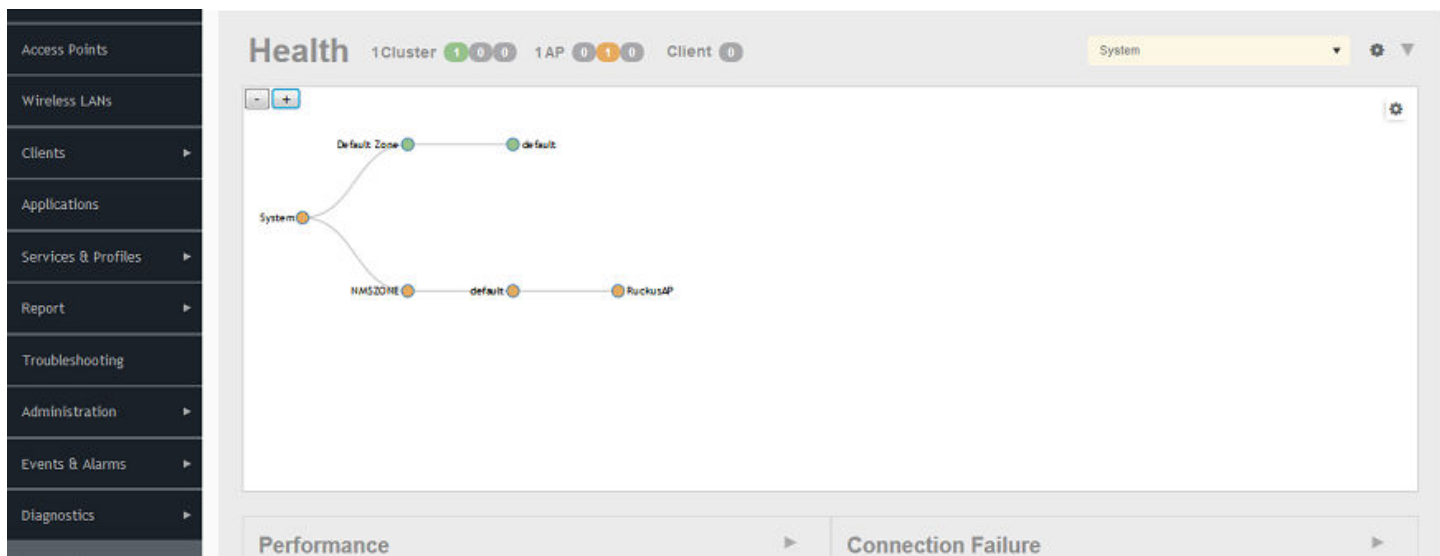 Access Points
Wireless LANs
Clients
Applications
Services & Profiles
Report
Troubleshooting
Administration
Events & Alarms
Diagnostics
Health 1Cluster 1 0 0 1AP 0 1 0 Client 0
System
- +
Default Zone default
System
NMSZONE default RuckusAP
Performance
Connection Failure